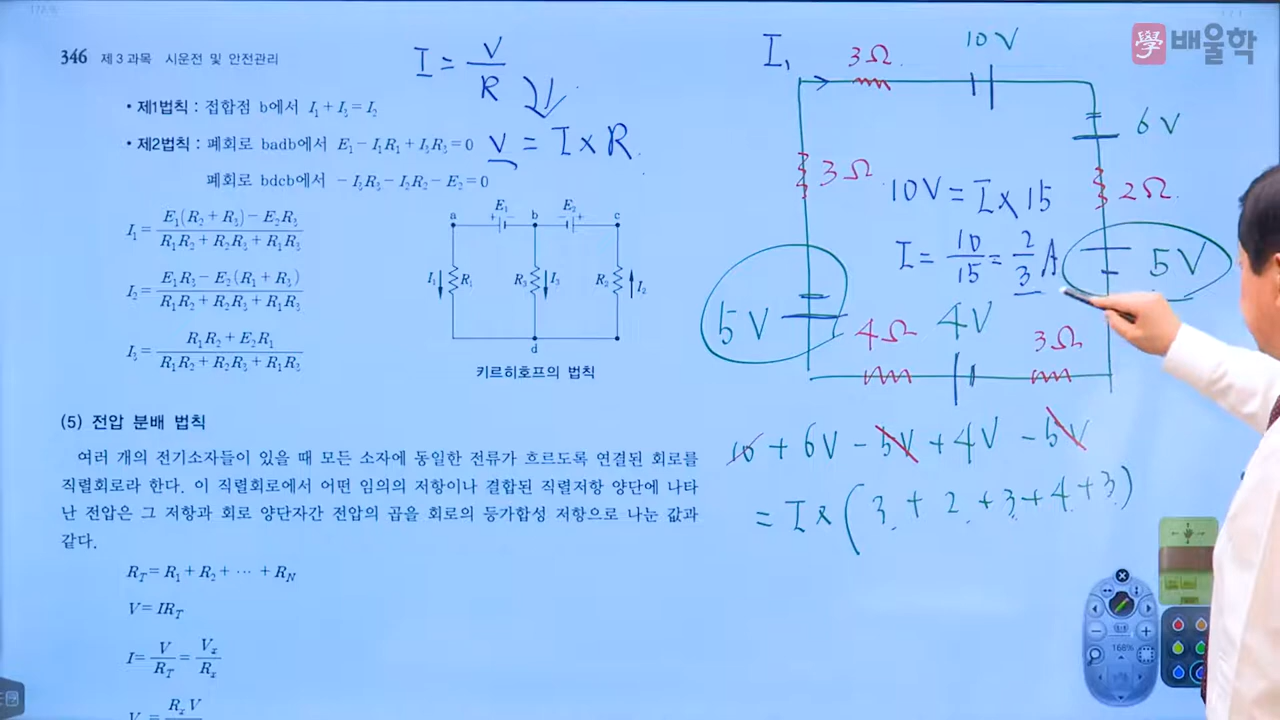 346 제 3 과목 시운전 및 안전관리
• 제1법칙 : 접합점 b에서 I₁ + I₃ = I₂
• 제2법칙 : 폐회로 badb에서 E₁ − I₁R₁ + I₃R₃ = 0
폐회로 bdcb에서 − I₃R₃ − I₂R₂ − E₂ = 0
I₁ = E₁(R₂ + R₃) − E₂R₃ / R₁R₂ + R₂R₃ + R₁R₃
I₂ = E₁R₃ − E₂(R₁ + R₃) / R₁R₂ + R₂R₃ + R₁R₃
I₃ = R₁R₂ + E₂R₁ / R₁R₂ + R₂R₃ + R₁R₃
E₁ E₂
a + − b − + c
I₁ R₁ R₃ I₃ R₂ I₂
d
키르히호프의 법칙
(5) 전압 분배 법칙
여러 개의 전기소자들이 있을 때 모든 소자에 동일한 전류가 흐르도록 연결된 회로를
직렬회로라 한다. 이 직렬회로에서 어떤 임의의 저항이나 결합된 직렬저항 양단에 나타
난 전압은 그 저항과 회로 양단자간 전압의 곱을 회로의 등가합성 저항으로 나눈 값과
같다.
R_T = R₁ + R₂ + ⋯ + R_N
V = IR_T
I = V / R_T = V_x / R_x
R_x V
I = V / R
V = I × R
學 배울학
I₁ 3Ω 10V
6V
3Ω 2Ω
10V = I × 15
I = 10/15 = 2/3 A
5V 5V
4Ω 4V 3Ω
10 + 6V − 5V + 4V − 5V
= I × (3 + 2 + 3 + 4 + 3)
168%